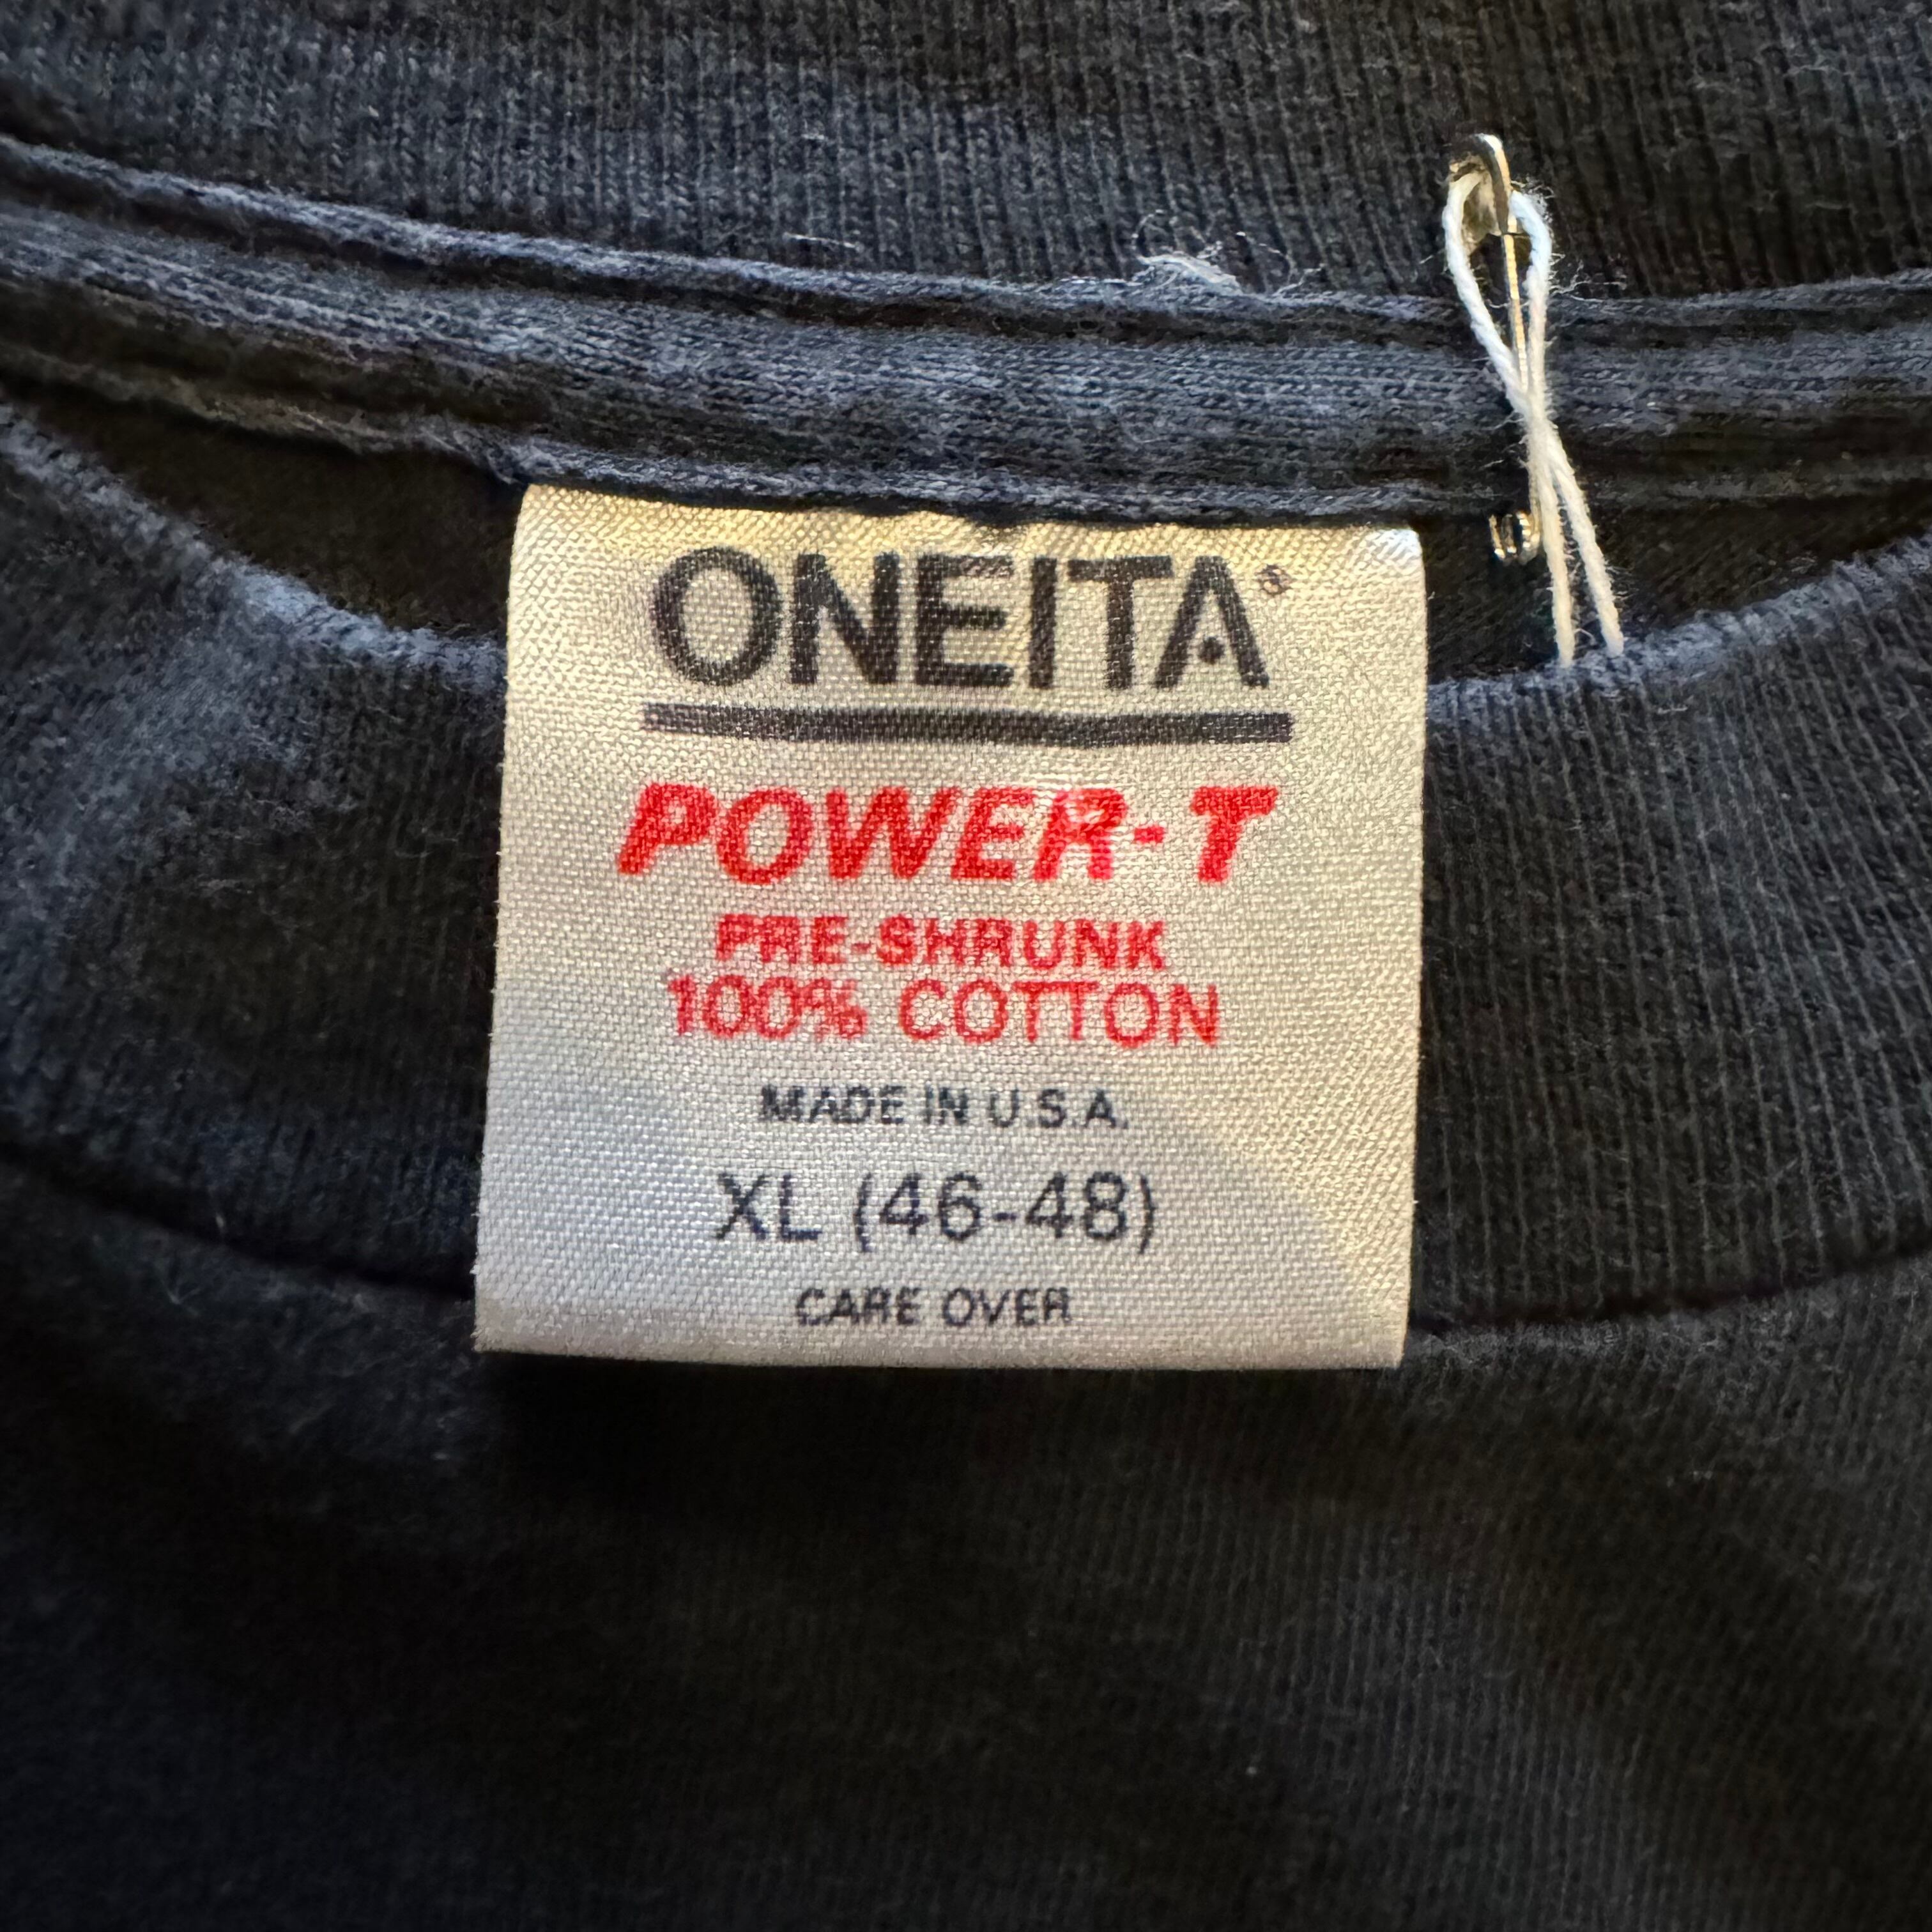 ONEITA®
POWER-T
PRE-SHRUNK
100% COTTON
MADE IN U.S.A.
XL (46-48)
CARE OVER